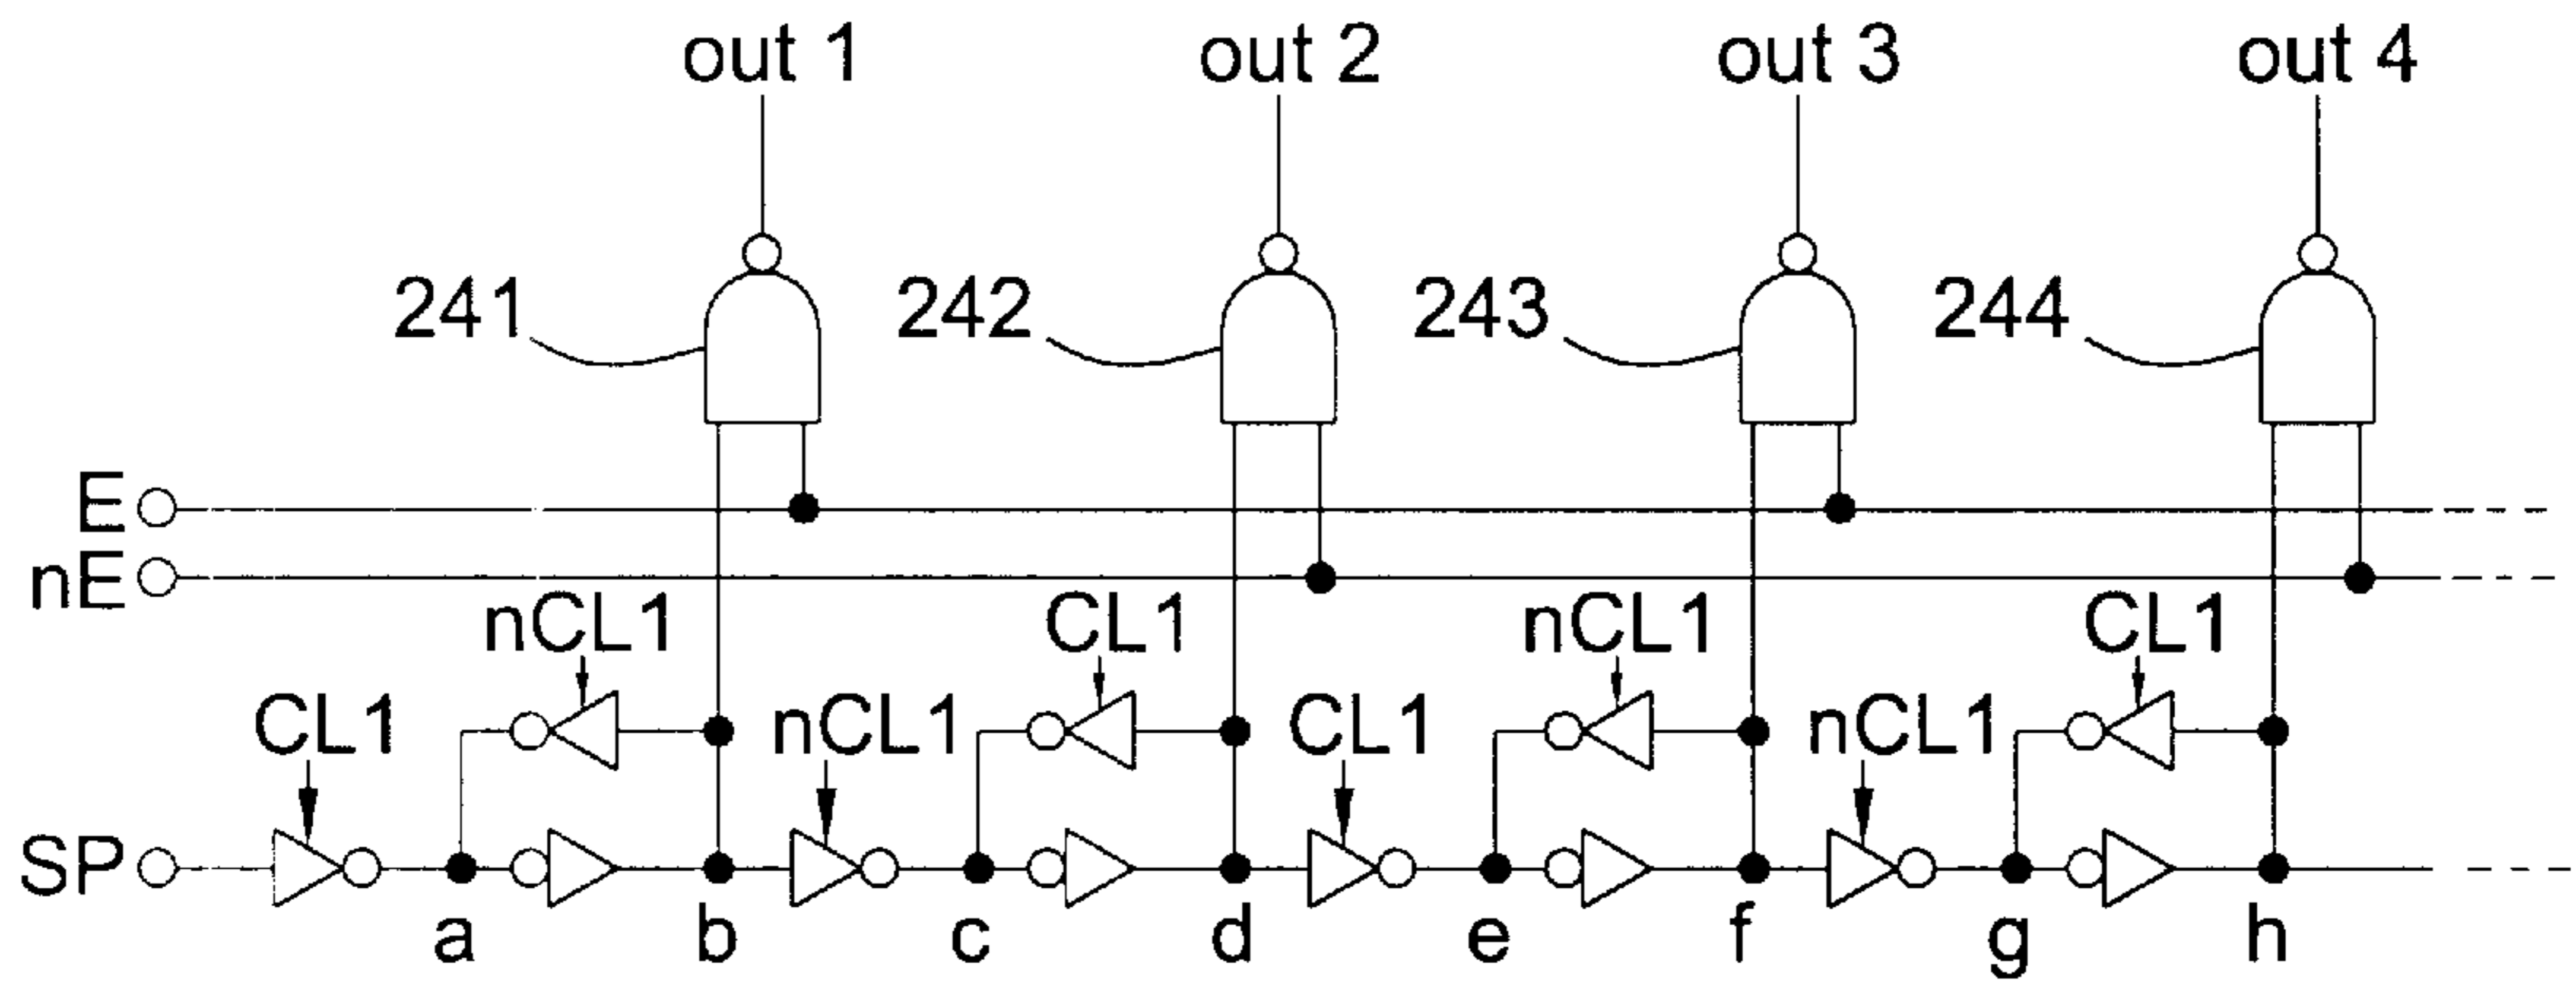 out 1 out 2 out 3 out 4
241 242 243 244
E
nE
nCL1 CL1 nCL1 CL1
CL1 nCL1 CL1 nCL1
SP
a b c d e f g h